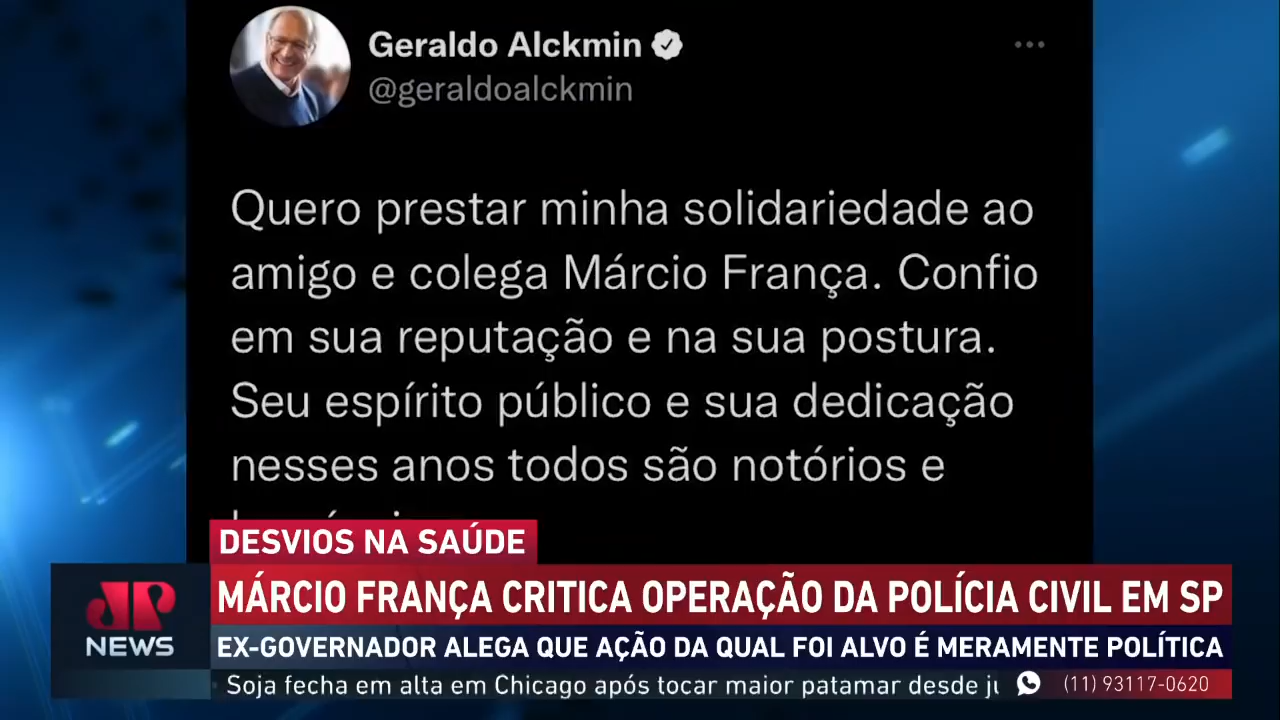 Geraldo Alckmin
@geraldoalckmin
Quero prestar minha solidariedade ao
amigo e colega Márcio França. Confio
em sua reputação e na sua postura.
Seu espírito público e sua dedicação
nesses anos todos são notórios e
DESVIOS NA SAÚDE
MÁRCIO FRANÇA CRITICA OPERAÇÃO DA POLÍCIA CIVIL EM SP
JP
NEWS
EX-GOVERNADOR ALEGA QUE AÇÃO DA QUAL FOI ALVO É MERAMENTE POLÍTICA
Soja fecha em alta em Chicago após tocar maior patamar desde
(11) 93117-0620